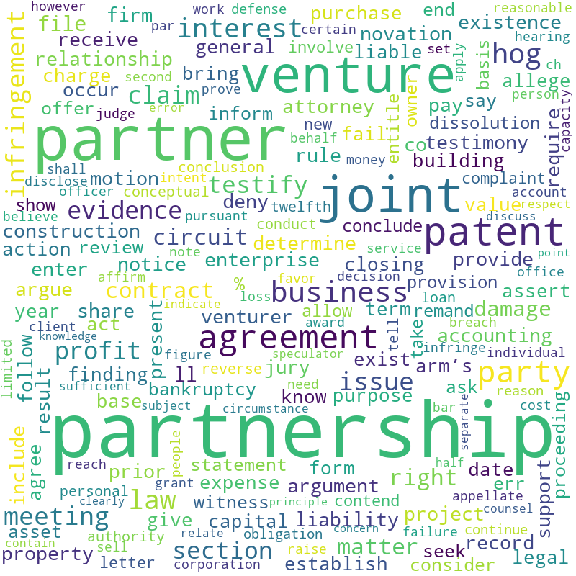 however work defense certain par set end existence reasonable hearing
file firm interest purchase novation
receive general involve liable apply basis ch
relationship second venture owner allege person
infringement charge bring prove entitle capacity
occur claim attorney pay say
offer error inform fail dissolution hog
judge partner new co testimony require
shall motion conclusion behalf money rule building
disclose officer conceptual intent testify joint complaint account
believe pursuant twelfth value respect
show evidence deny conduct conclude patent discuss
construction circuit determine service
action review note enterprise closing provide point
enter notice % business decision provision office
argue affirm favor loan remand assert
year share contract loss allow term damage
client act venturer award tell take breach accounting
knowledge indicate figure speculator exist arm's infringe individual
limited follow profit present reverse agreement party
result finding ll jury issue ask reason
sufficient bankruptcy need know purpose bar cost
base subject circumstance separate
partnership
reach prior statement form half date
include agree people grant expense argument right err appellate support proceeding
personal law witness principle contend project counsel
clearly give capital liability continue
meeting authority relate obligation concern failure record
asset sell section raise matter seek legal
contain property letter corporation establish consider